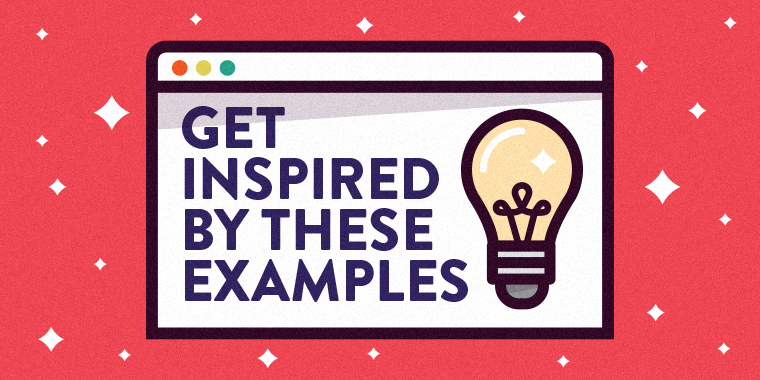 GET
INSPIRED
BY THESE
EXAMPLES